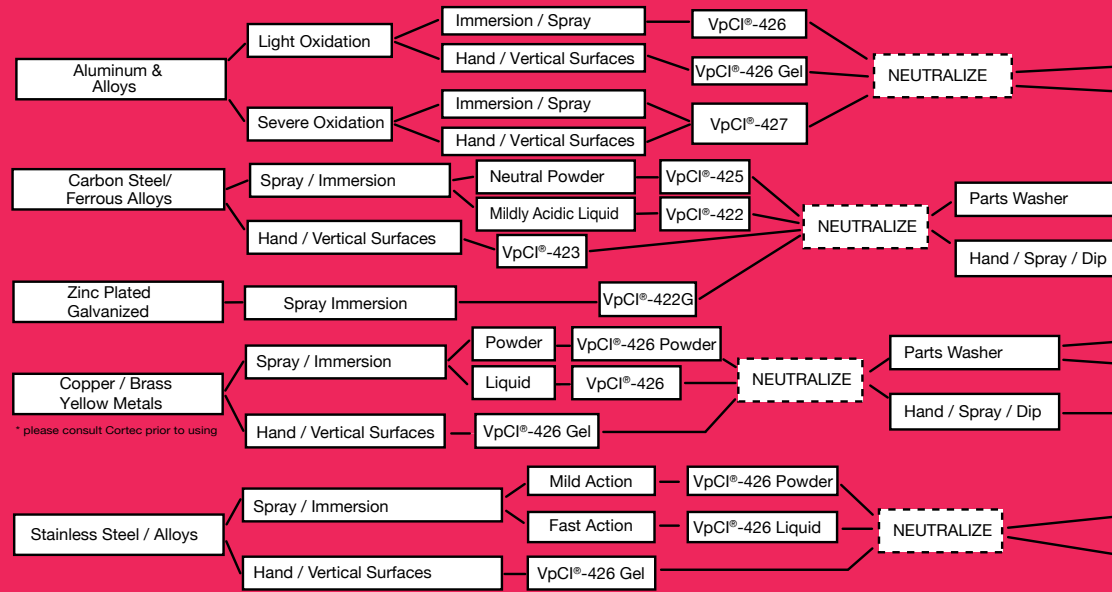 Aluminum &
Alloys
Light Oxidation
Immersion / Spray
VpCI®-426
Hand / Vertical Surfaces
VpCI®-426 Gel
NEUTRALIZE
Severe Oxidation
Immersion / Spray
Hand / Vertical Surfaces
VpCI®-427
Carbon Steel/
Ferrous Alloys
Spray / Immersion
Neutral Powder
VpCI®-425
Mildly Acidic Liquid
VpCI®-422
Hand / Vertical Surfaces
VpCI®-423
NEUTRALIZE
Parts Washer
Hand / Spray / Dip
Zinc Plated
Galvanized
Spray Immersion
VpCI®-422G
Copper / Brass
Yellow Metals
* please consult Cortec prior to using
Spray / Immersion
Powder
VpCI®-426 Powder
Liquid
VpCI®-426
Hand / Vertical Surfaces
VpCI®-426 Gel
NEUTRALIZE
Parts Washer
Hand / Spray / Dip
Stainless Steel / Alloys
Spray / Immersion
Mild Action
VpCI®-426 Powder
Fast Action
VpCI®-426 Liquid
Hand / Vertical Surfaces
VpCI®-426 Gel
NEUTRALIZE